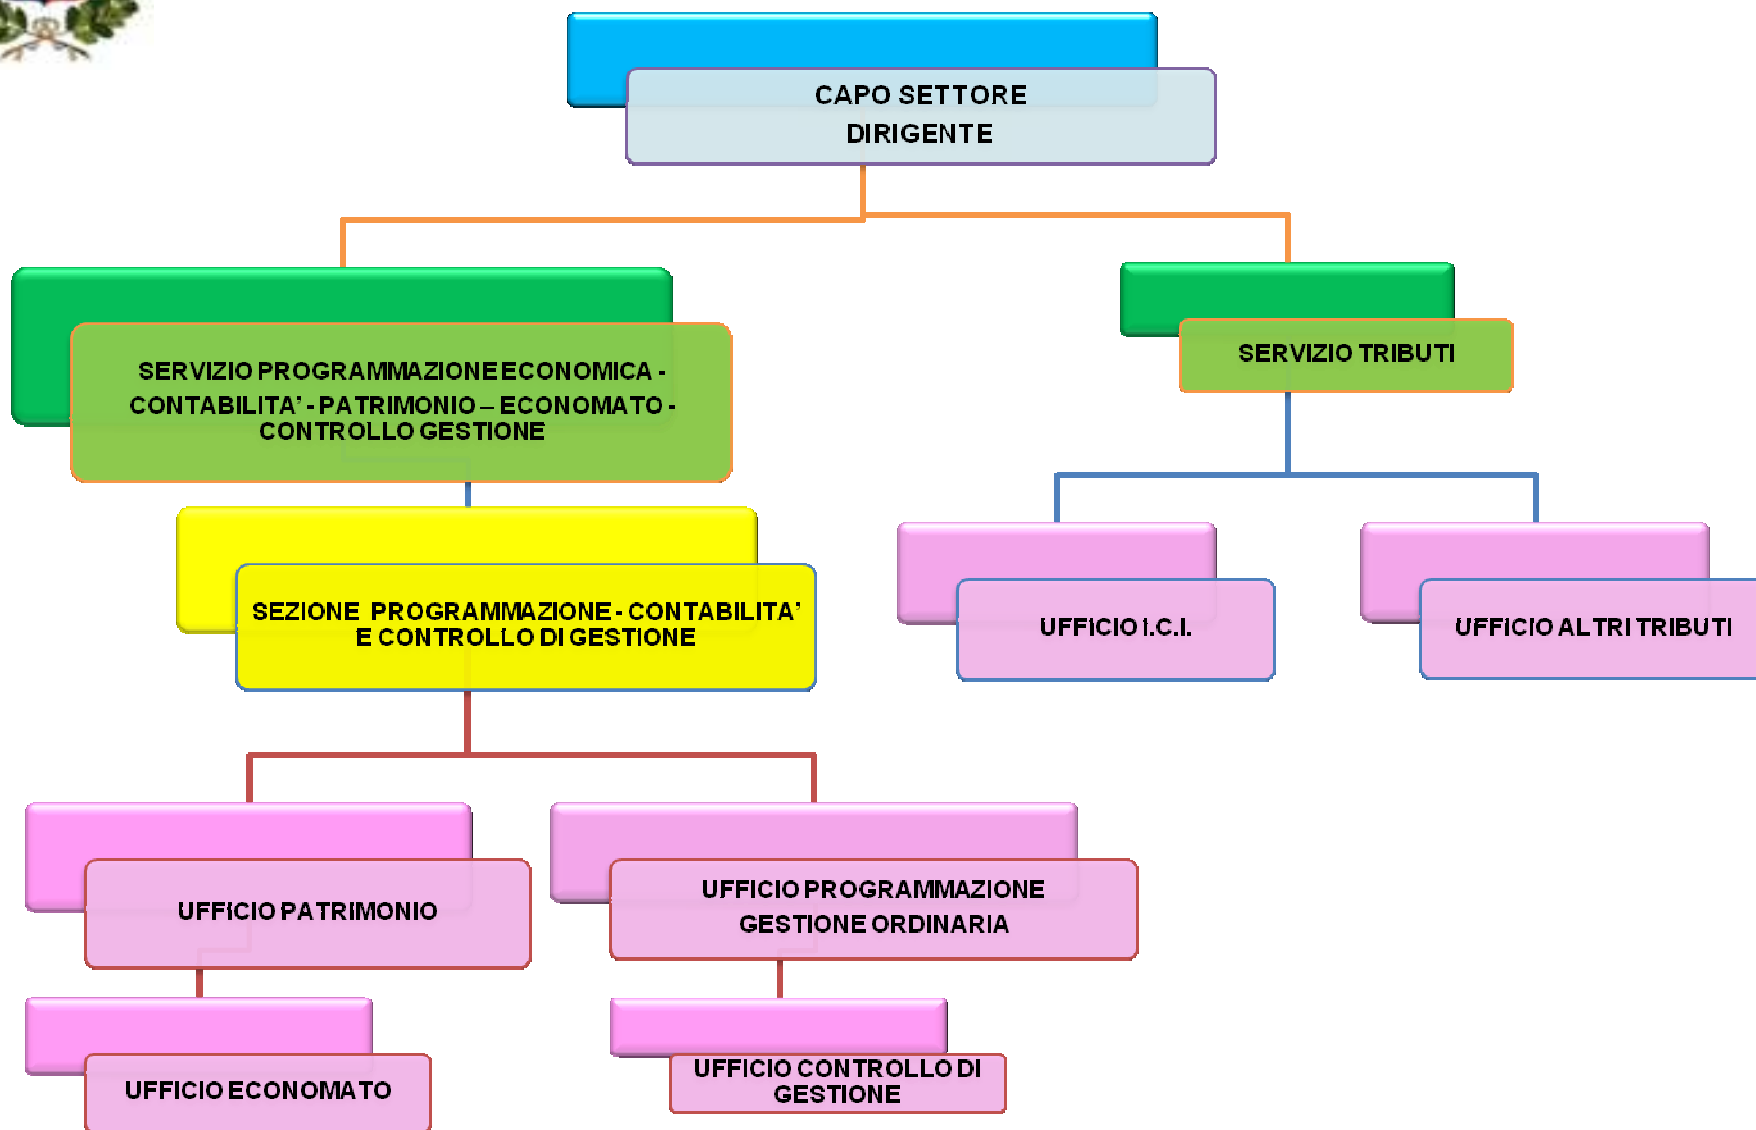 CAPO SETTORE
DIRIGENTE
SERVIZIO PROGRAMMAZIONE ECONOMICA -
CONTABILITA’ - PATRIMONIO – ECONOMATO -
CONTROLLO GESTIONE
SERVIZIO TRIBUTI
SEZIONE PROGRAMMAZIONE - CONTABILITA’
E CONTROLLO DI GESTIONE
UFFICIO I.C.I.
UFFICIO ALTRI TRIBUTI
UFFICIO PATRIMONIO
UFFICIO PROGRAMMAZIONE
GESTIONE ORDINARIA
UFFICIO ECONOMATO
UFFICIO CONTROLLO DI
GESTIONE